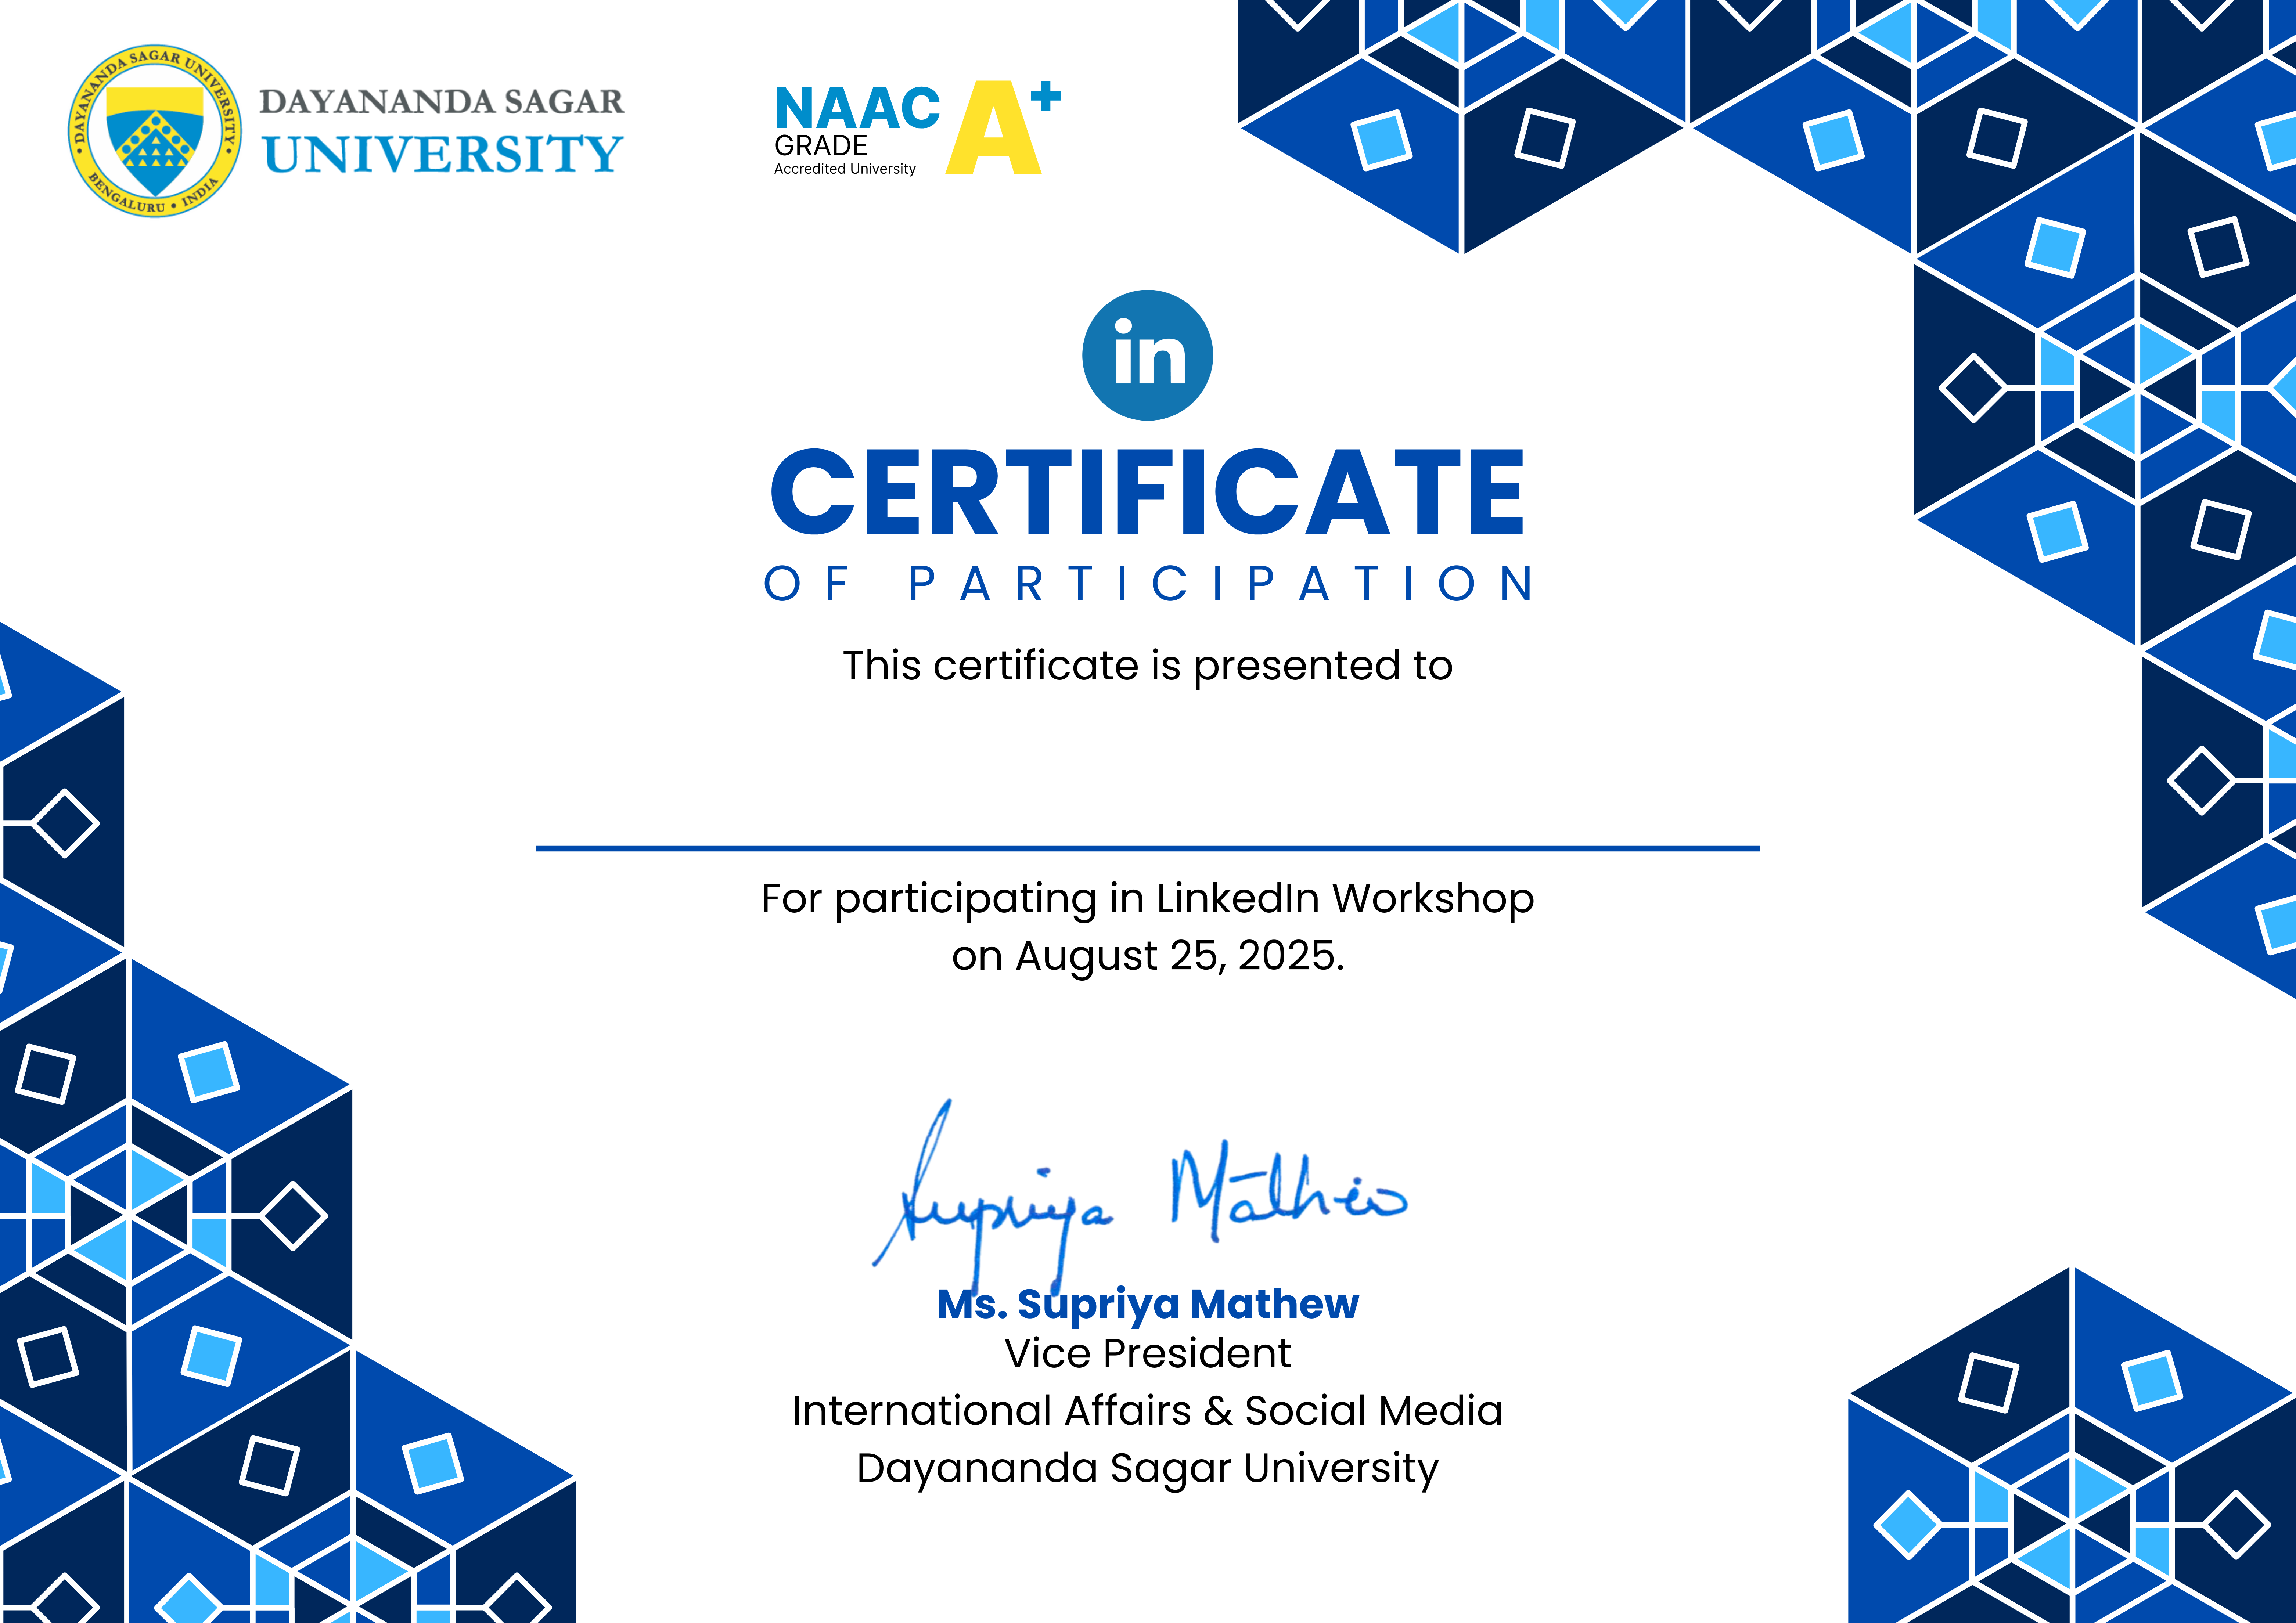 DAYANANDA SAGAR UNIVERSITY
BENGALURU • INDIA
DAYANANDA SAGAR
UNIVERSITY
NAAC
GRADE
Accredited University
A+
in
CERTIFICATE
OF PARTICIPATION
This certificate is presented to
For participating in LinkedIn Workshop
on August 25, 2025.
Supriya Mathew
Ms. Supriya Mathew
Vice President
International Affairs & Social Media
Dayananda Sagar University